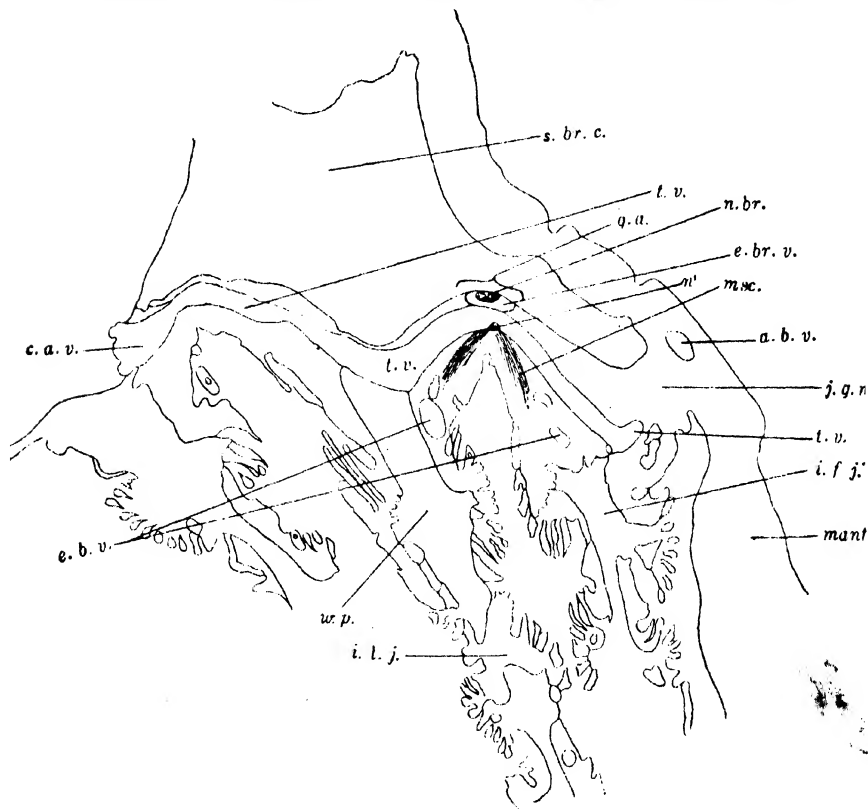 s. br. c.
t. v.
n. br.
g. a.
e. br. v.
n'
msc.
c. a. v.
t. v.
a. b. v.
j. g. n
t. v.
i. f. j.
e. b. v.
mant
w. p.
i. l. j.